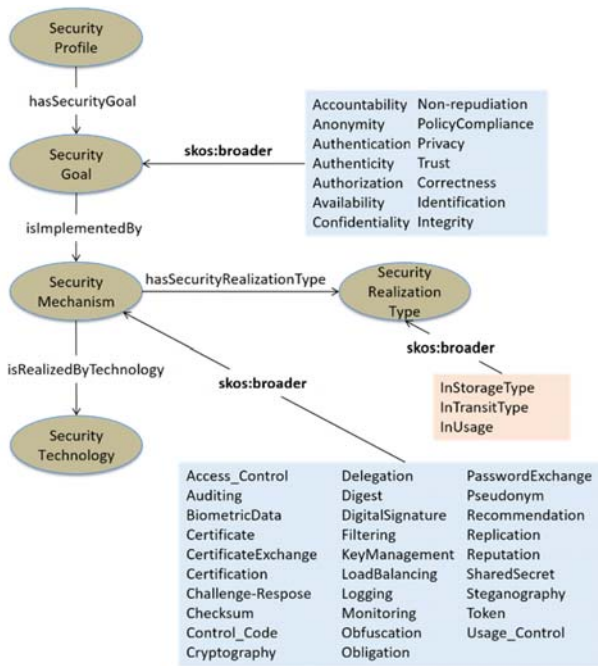 Security
Profile
hasSecurityGoal
Security
Goal
skos:broader
Accountability Non-repudiation
Anonymity PolicyCompliance
Authentication Privacy
Authenticity Trust
Authorization Correctness
Availability Identification
Confidentiality Integrity
isImplementedBy
Security
Mechanism
hasSecurityRealizationType
Security
Realization
Type
skos:broader
InStorageType
InTransitType
InUsage
isRealizedByTechnology
skos:broader
Security
Technology
Access_Control Delegation PasswordExchange
Auditing Digest Pseudonym
BiometricData DigitalSignature Recommendation
Certificate Filtering Replication
CertificateExchange KeyManagement Reputation
Certification LoadBalancing SharedSecret
Challenge-Respose Logging Steganography
Checksum Monitoring Token
Control_Code Obfuscation Usage_Control
Cryptography Obligation